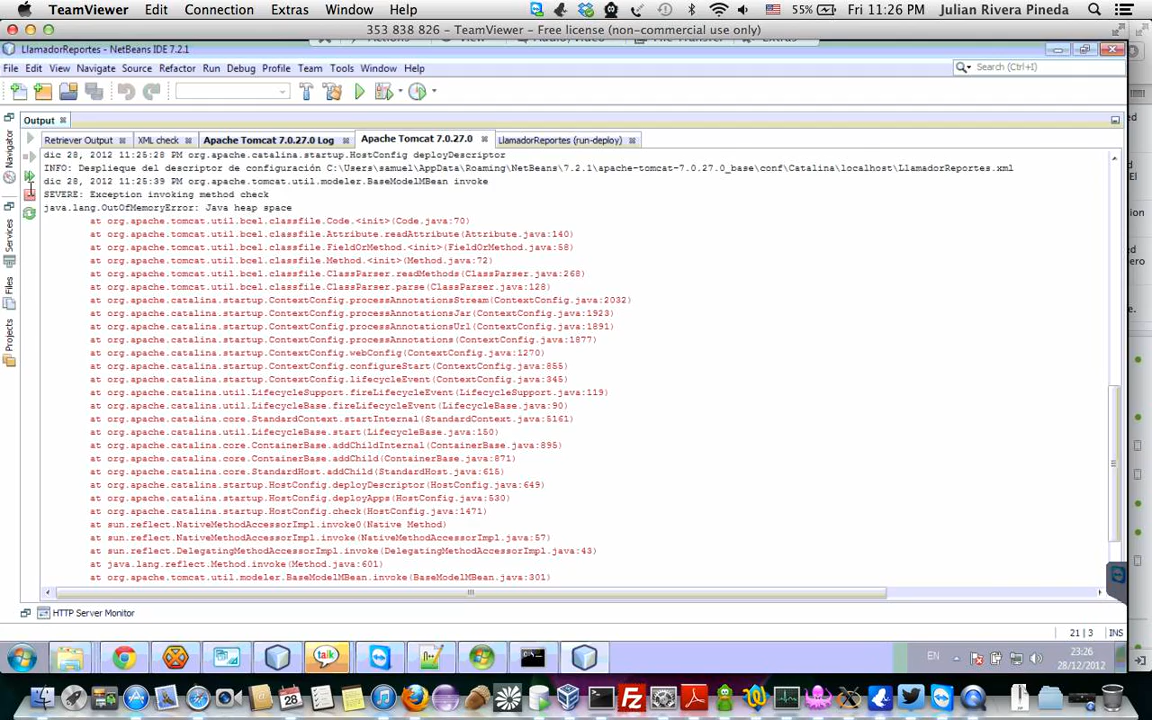 TeamViewer Edit Connection Extras Window Help 55% Fri 11:26 PM Julian Rivera Pineda
353 838 826 - TeamViewer - Free license (non-commercial use only)
LlamadorReportes - NetBeans IDE 7.2.1
File Edit View Navigate Source Refactor Run Debug Profile Team Tools Window Help Search (Ctrl+I)
Output
Retriever Output XML check Apache Tomcat 7.0.27.0 Log Apache Tomcat 7.0.27.0 LlamadorReportes (run-deploy)
Navigator
Services
Files
Projects
dic 28, 2012 11:25:28 PM org.apache.catalina.startup.HostConfig deployDescriptor
INFO: Despliegue del descriptor de configuración C:\Users\samuel\AppData\Roaming\NetBeans\7.2.1\apache-tomcat-7.0.27.0_base\conf\Catalina\localhost\LlamadorReportes.xml
dic 28, 2012 11:25:39 PM org.apache.tomcat.util.modeler.BaseModelMBean invoke
SEVERE: Exception invoking method check
java.lang.OutOfMemoryError: Java heap space
at org.apache.tomcat.util.bcel.classfile.Code.<init>(Code.java:70)
at org.apache.tomcat.util.bcel.classfile.Attribute.readAttribute(Attribute.java:140)
at org.apache.tomcat.util.bcel.classfile.FieldOrMethod.<init>(FieldOrMethod.java:58)
at org.apache.tomcat.util.bcel.classfile.Method.<init>(Method.java:72)
at org.apache.tomcat.util.bcel.classfile.ClassParser.readMethods(ClassParser.java:268)
at org.apache.tomcat.util.bcel.classfile.ClassParser.parse(ClassParser.java:128)
at org.apache.catalina.startup.ContextConfig.processAnnotationsStream(ContextConfig.java:2032)
at org.apache.catalina.startup.ContextConfig.processAnnotationsJar(ContextConfig.java:1923)
at org.apache.catalina.startup.ContextConfig.processAnnotationsUrl(ContextConfig.java:1891)
at org.apache.catalina.startup.ContextConfig.processAnnotations(ContextConfig.java:1877)
at org.apache.catalina.startup.ContextConfig.webConfig(ContextConfig.java:1270)
at org.apache.catalina.startup.ContextConfig.configureStart(ContextConfig.java:855)
at org.apache.catalina.startup.ContextConfig.lifecycleEvent(ContextConfig.java:345)
at org.apache.catalina.util.LifecycleSupport.fireLifecycleEvent(LifecycleSupport.java:119)
at org.apache.catalina.util.LifecycleBase.fireLifecycleEvent(LifecycleBase.java:90)
at org.apache.catalina.core.StandardContext.startInternal(StandardContext.java:5161)
at org.apache.catalina.util.LifecycleBase.start(LifecycleBase.java:150)
at org.apache.catalina.core.ContainerBase.addChildInternal(ContainerBase.java:895)
at org.apache.catalina.core.ContainerBase.addChild(ContainerBase.java:871)
at org.apache.catalina.core.StandardHost.addChild(StandardHost.java:615)
at org.apache.catalina.startup.HostConfig.deployDescriptor(HostConfig.java:649)
at org.apache.catalina.startup.HostConfig.deployApps(HostConfig.java:530)
at org.apache.catalina.startup.HostConfig.check(HostConfig.java:1471)
at sun.reflect.NativeMethodAccessorImpl.invoke0(Native Method)
at sun.reflect.NativeMethodAccessorImpl.invoke(NativeMethodAccessorImpl.java:57)
at sun.reflect.DelegatingMethodAccessorImpl.invoke(DelegatingMethodAccessorImpl.java:43)
at java.lang.reflect.Method.invoke(Method.java:601)
at org.apache.tomcat.util.modeler.BaseModelMBean.invoke(BaseModelMBean.java:301)
HTTP Server Monitor
21 | 3 INS
talk
EN
23:26
28/12/2012
28